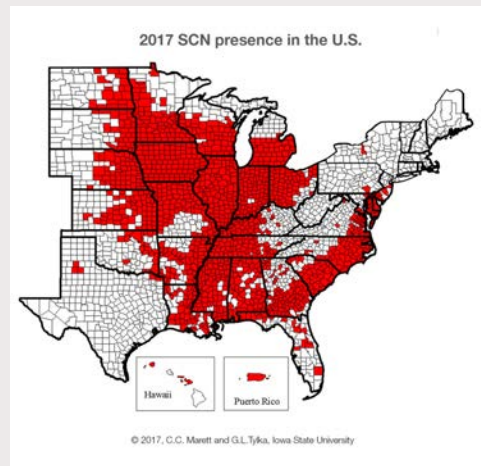 2017 SCN presence in the U.S.
Hawaii
Puerto Rico
© 2017, C.C. Marett and G.L.Tylka, Iowa State University